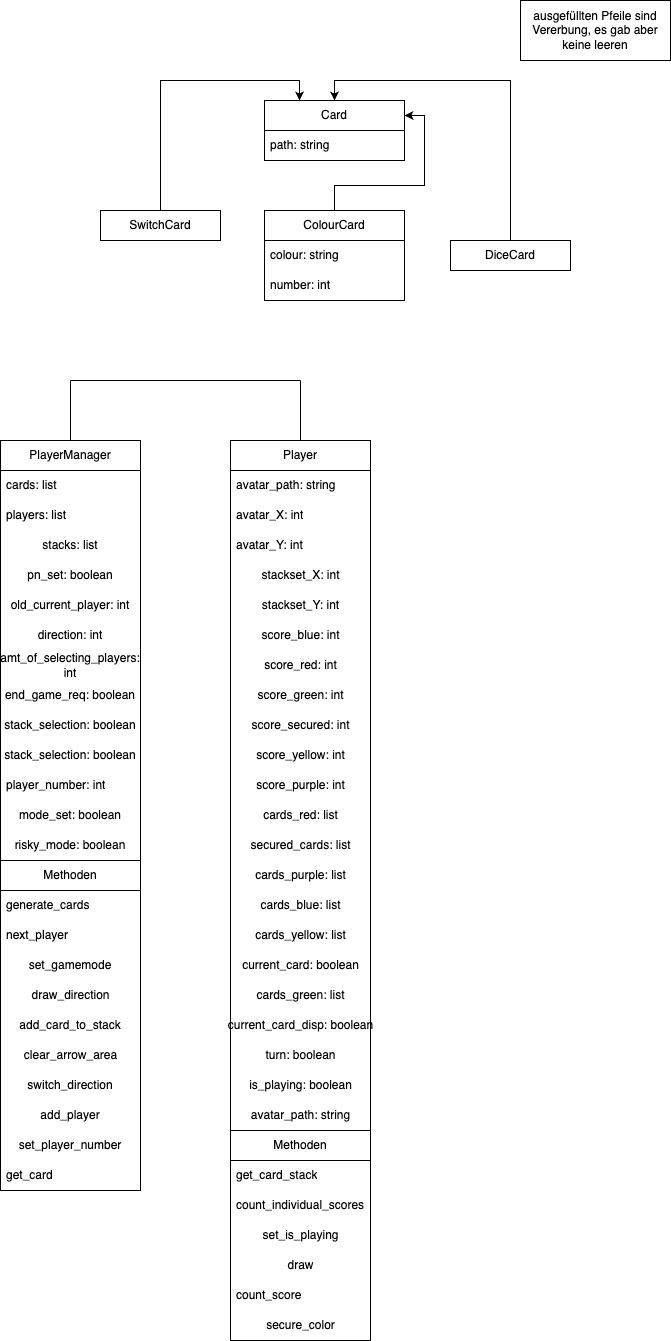 ausgefüllten Pfeile sind
Vererbung, es gab aber
keine leeren
Card
path: string
SwitchCard
ColourCard
colour: string
number: int
DiceCard
PlayerManager
cards: list
players: list
stacks: list
pn_set: boolean
old_current_player: int
direction: int
amt_of_selecting_players:
int
end_game_req: boolean
stack_selection: boolean
stack_selection: boolean
player_number: int
mode_set: boolean
risky_mode: boolean
Methoden
generate_cards
next_player
set_gamemode
draw_direction
add_card_to_stack
clear_arrow_area
switch_direction
add_player
set_player_number
get_card
Player
avatar_path: string
avatar_X: int
avatar_Y: int
stackset_X: int
stackset_Y: int
score_blue: int
score_red: int
score_green: int
score_secured: int
score_yellow: int
score_purple: int
cards_red: list
secured_cards: list
cards_purple: list
cards_blue: list
cards_yellow: list
current_card: boolean
cards_green: list
current_card_disp: boolean
turn: boolean
is_playing: boolean
avatar_path: string
Methoden
get_card_stack
count_individual_scores
set_is_playing
draw
count_score
secure_color